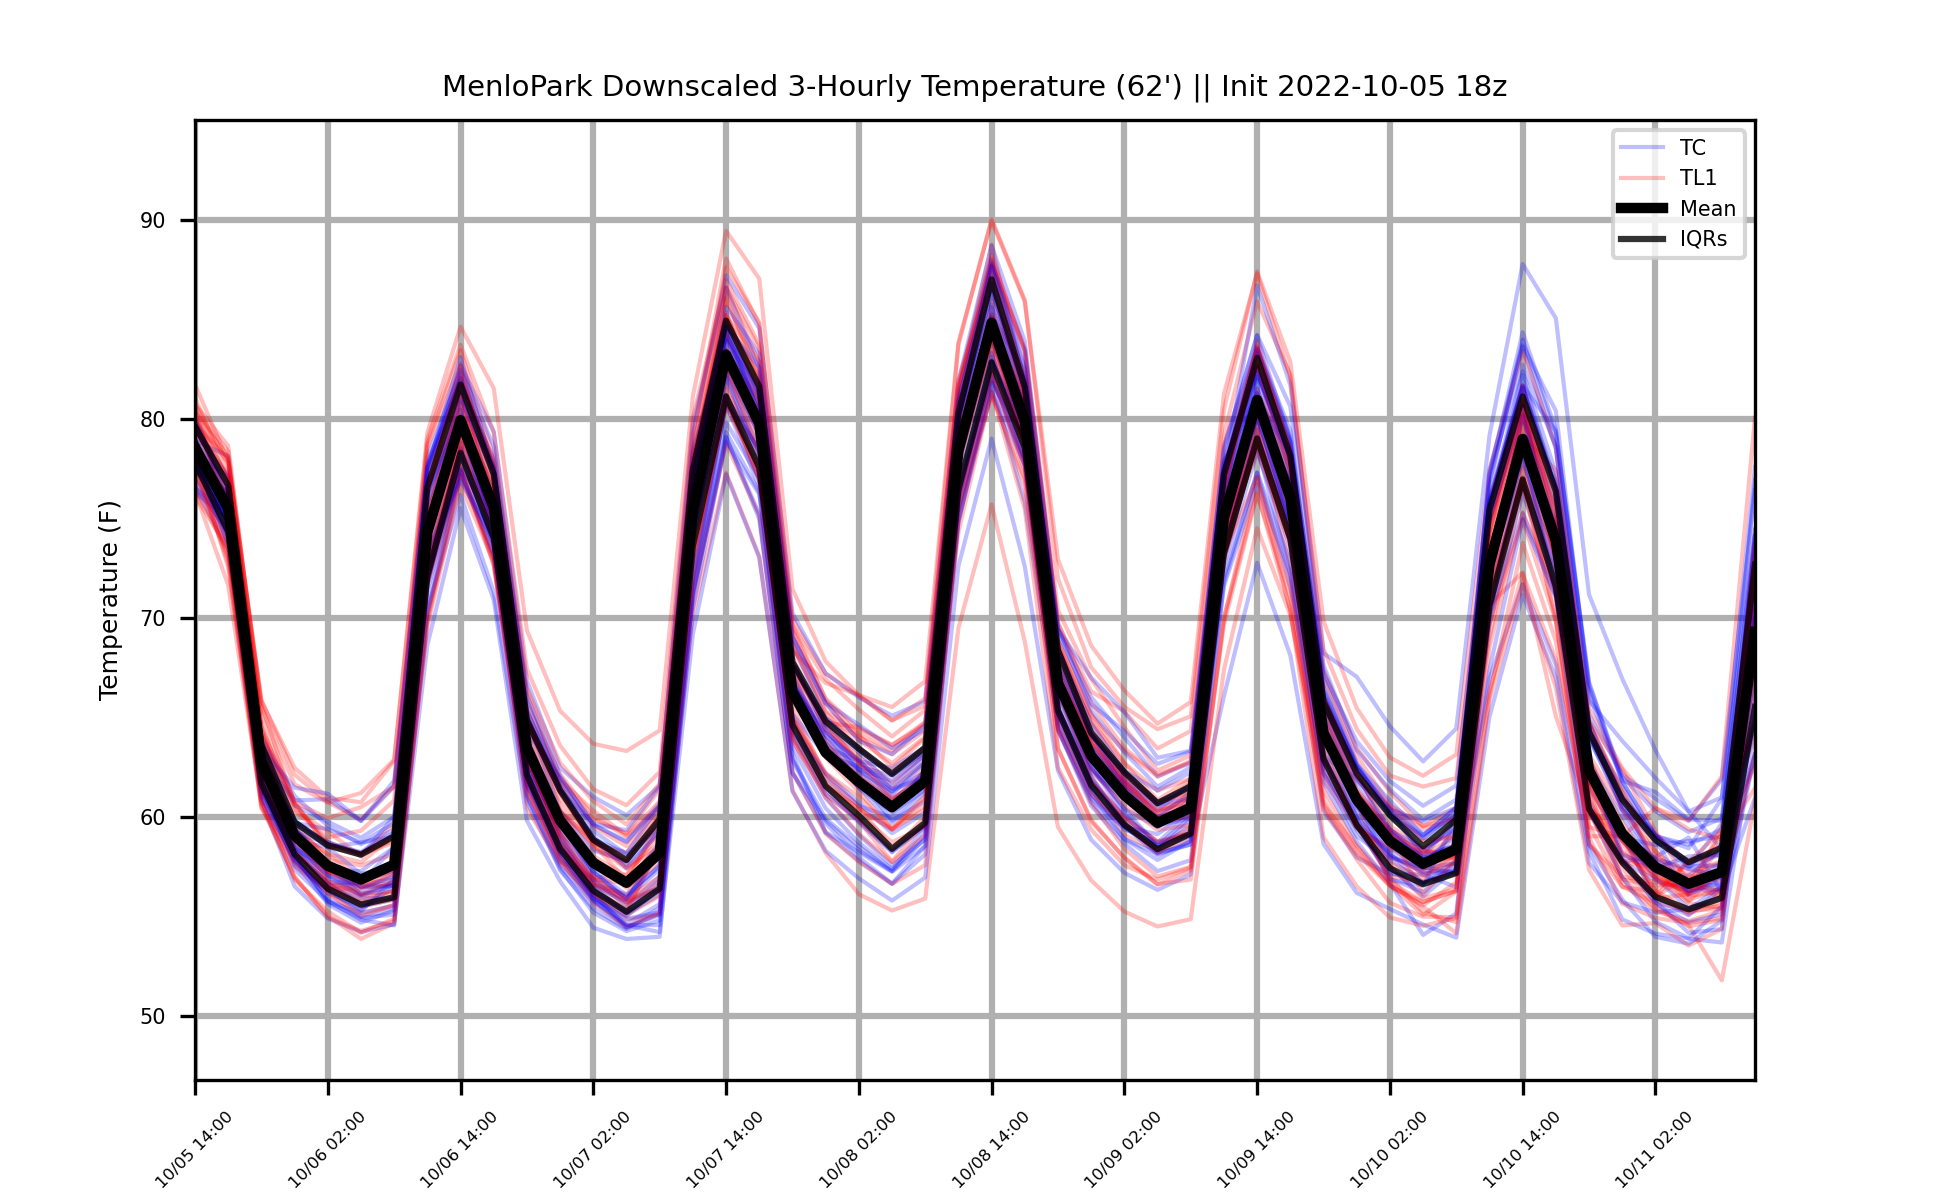 MenloPark Downscaled 3-Hourly Temperature (62') || Init 2022-10-05 18z
TC
TL1
Mean
IQRs
Temperature (F)
90
80
70
60
50
10/05 14:00
10/06 02:00
10/06 14:00
10/07 02:00
10/07 14:00
10/08 02:00
10/08 14:00
10/09 02:00
10/09 14:00
10/10 02:00
10/10 14:00
10/11 02:00